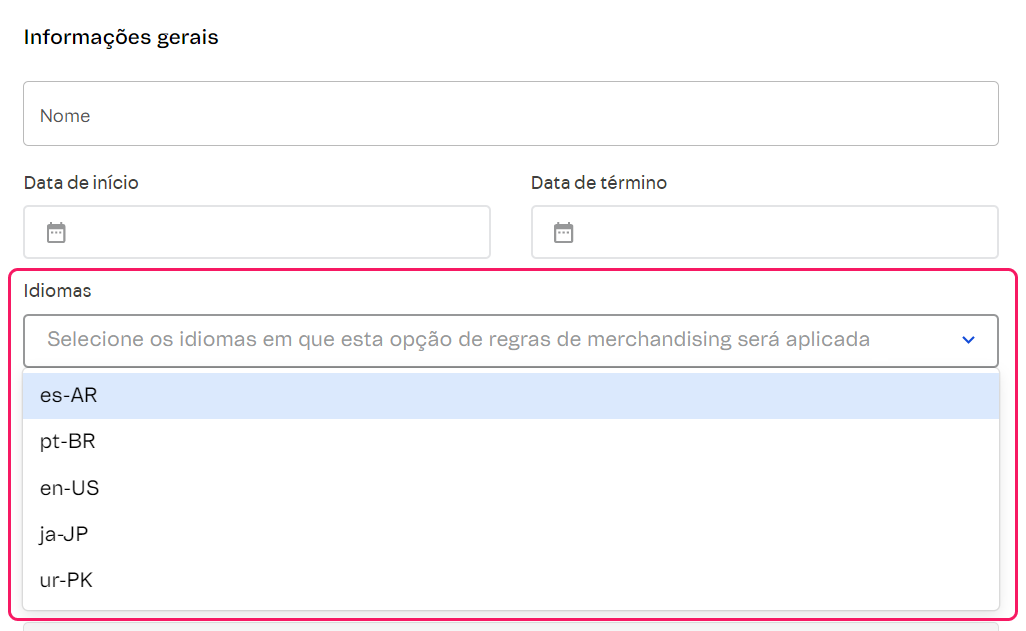 Informações gerais
Nome
Data de início
Data de término
Idiomas
Selecione os idiomas em que esta opção de regras de merchandising será aplicada
es-AR
pt-BR
en-US
ja-JP
ur-PK